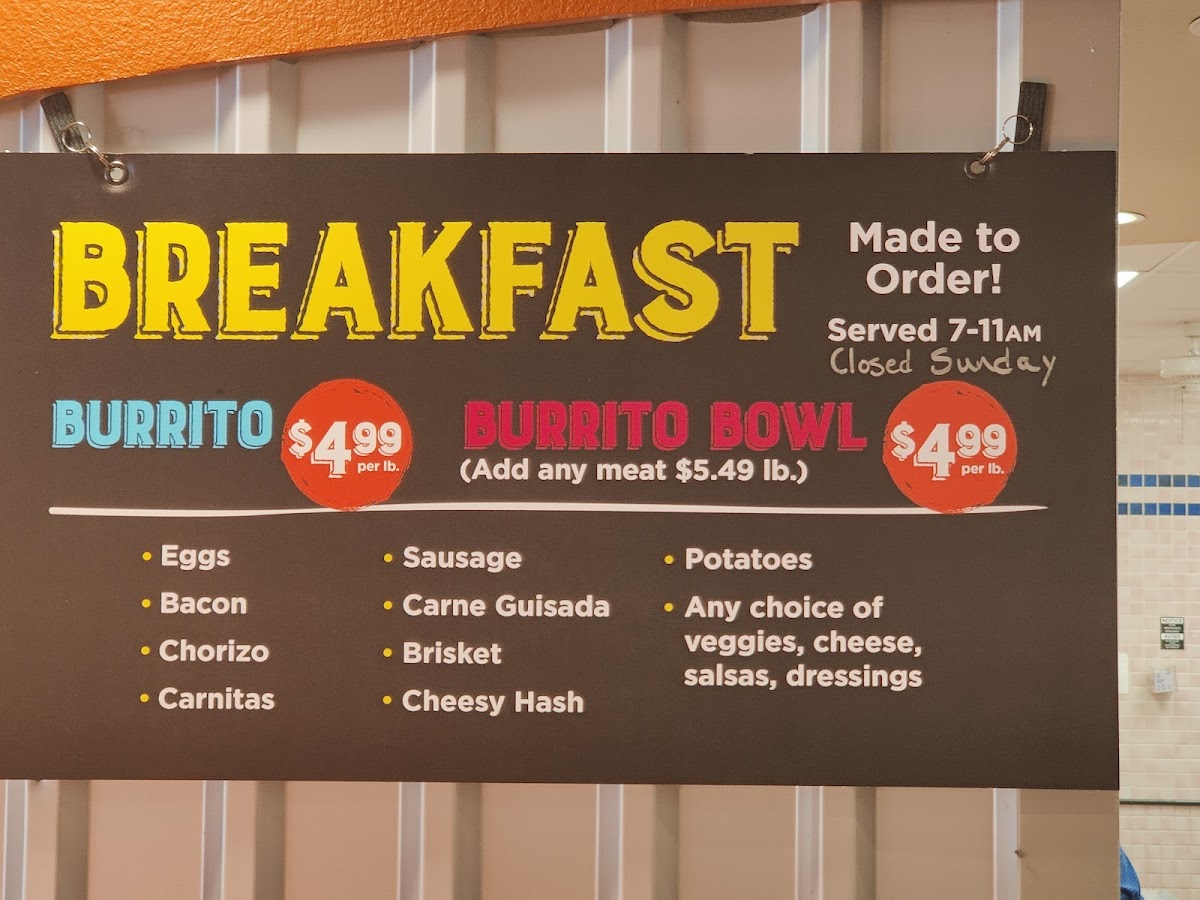 BREAKFAST
Made to
Order!
Served 7-11AM
Closed Sunday
BURRITO
$4.99
per lb.
BURRITO BOWL
(Add any meat $5.49 lb.)
$4.99
per lb.
• Eggs
• Bacon
• Chorizo
• Carnitas
• Sausage
• Carne Guisada
• Brisket
• Cheesy Hash
• Potatoes
• Any choice of
veggies, cheese,
salsas, dressings
NOTICE